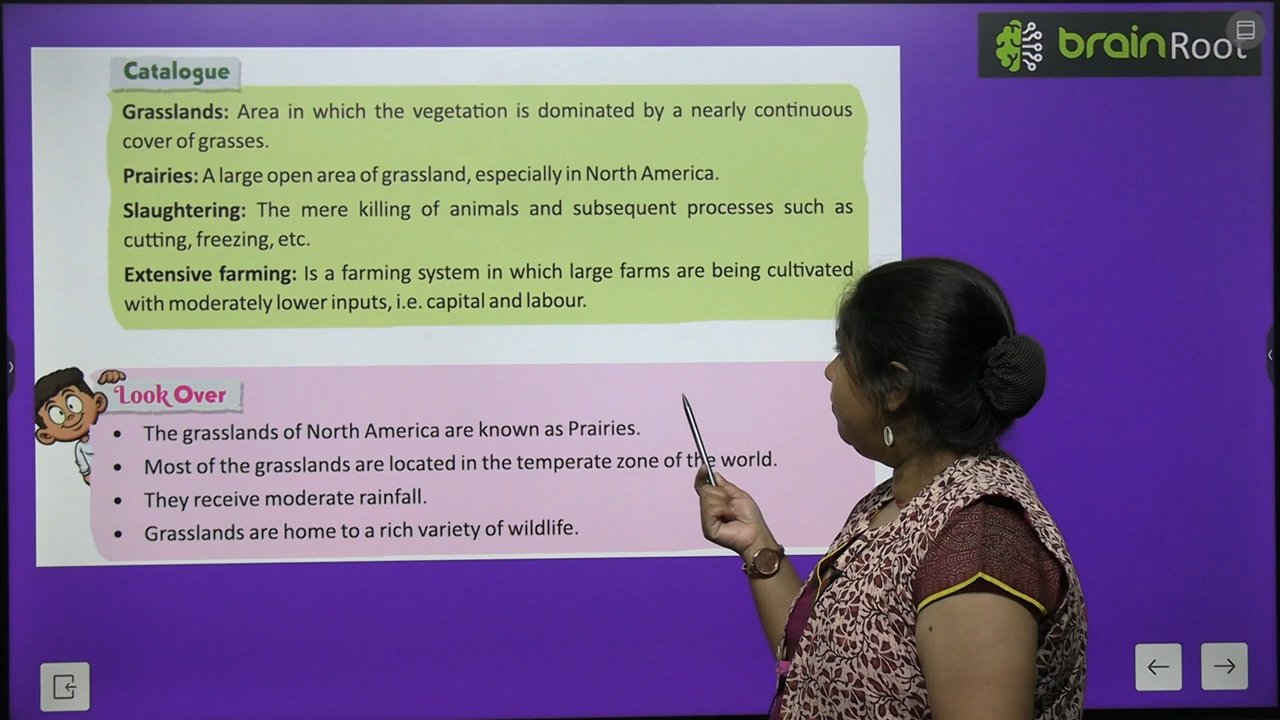 brainRoot
Catalogue
Grasslands: Area in which the vegetation is dominated by a nearly continuous
cover of grasses.
Prairies: A large open area of grassland, especially in North America.
Slaughtering: The mere killing of animals and subsequent processes such as
cutting, freezing, etc.
Extensive farming: Is a farming system in which large farms are being cultivated
with moderately lower inputs, i.e. capital and labour.
Look Over
• The grasslands of North America are known as Prairies.
• Most of the grasslands are located in the temperate zone of the world.
• They receive moderate rainfall.
• Grasslands are home to a rich variety of wildlife.